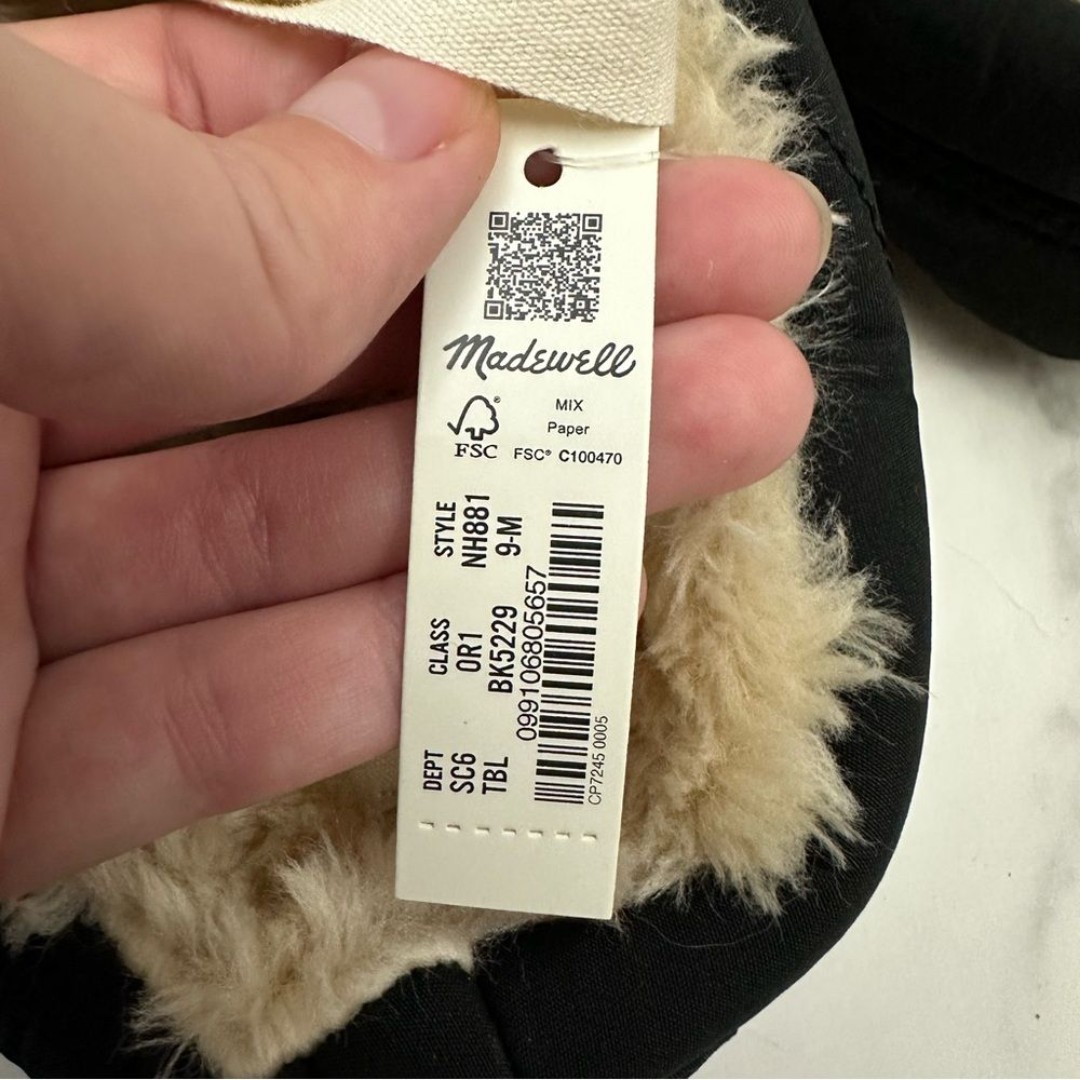 Madewell
FSC®
MIX
Paper
FSC® C100470
DEPT CLASS STYLE
SC6 OR1 NH881
TBL BK5229 9-M
099106805657
CP7245 0005